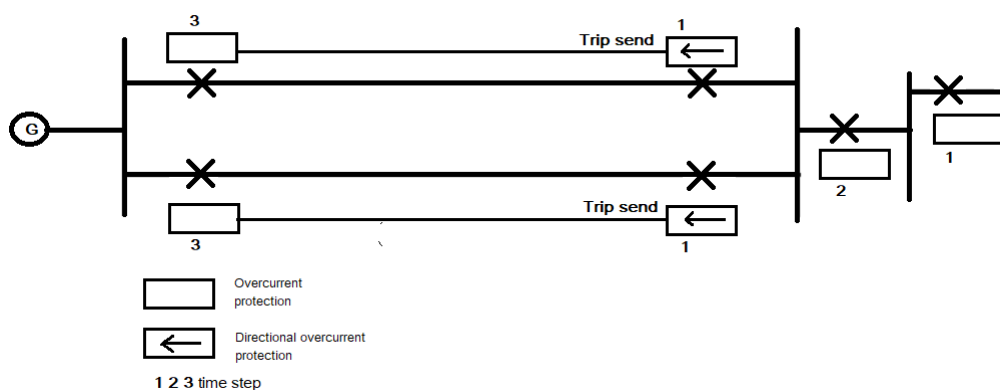 3
1
Trip send
G
1
2
Trip send
3
1
Overcurrent
protection
Directional overcurrent
protection
1 2 3 time step